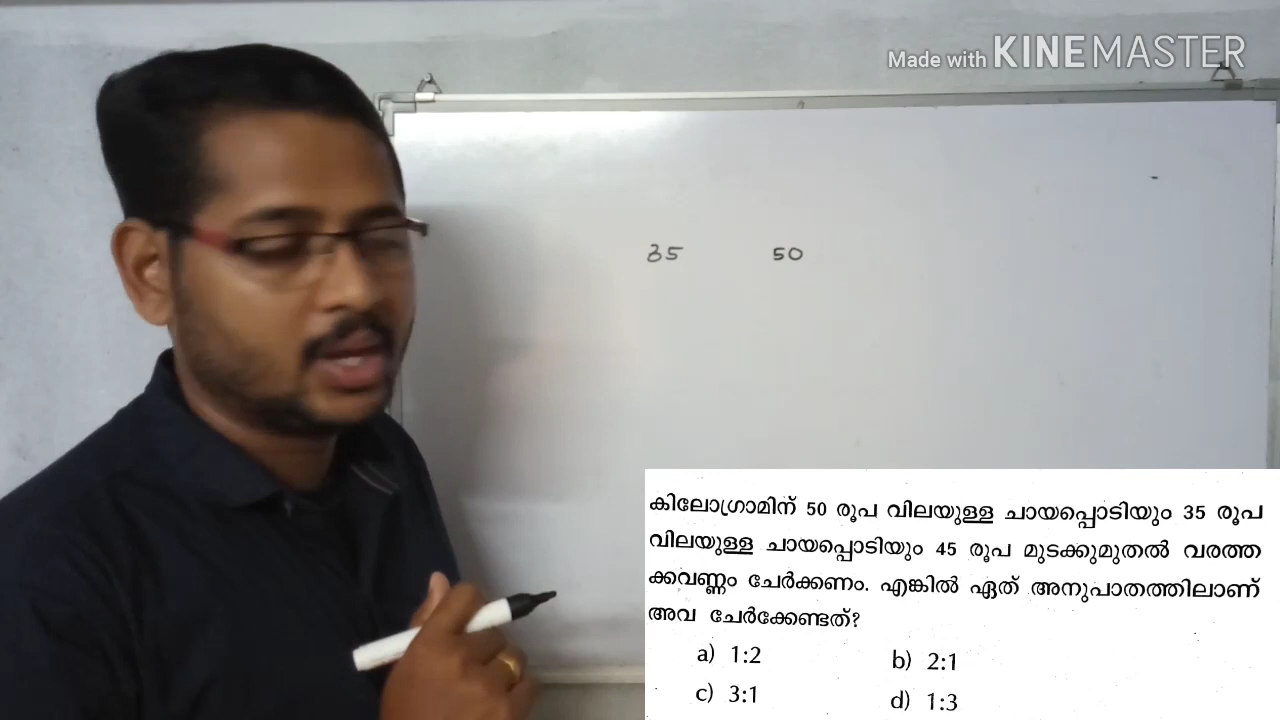 Made with KINEMASTER
35 50
കിലോഗ്രാമിന് 50 രൂപ വിലയുള്ള ചായപ്പൊടിയും 35 രൂപ
വിലയുള്ള ചായപ്പൊടിയും 45 രൂപ മുടക്കുമുതൽ വരത്ത
ക്കവണ്ണം ചേർക്കണം. എങ്കിൽ ഏത് അനുപാതത്തിലാണ്
അവ ചേർക്കേണ്ടത്?
a) 1:2 b) 2:1
c) 3:1 d) 1:3